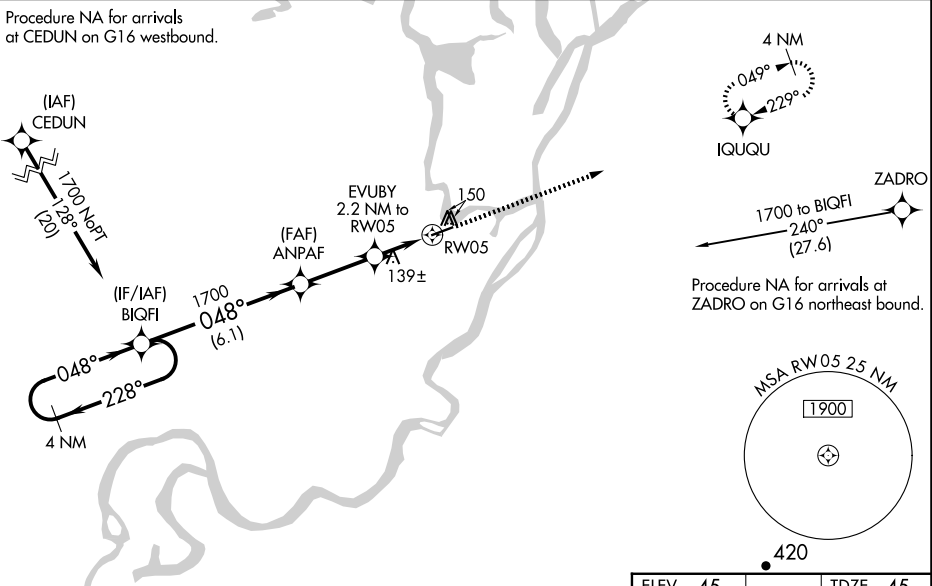 Procedure NA for arrivals
at CEDUN on G16 westbound.
(IAF)
CEDUN
1700 NoPT
128°
(20)
4 NM
049°
229°
IQUQU
ZADRO
1700 to BIQFI
240°
(27.6)
Procedure NA for arrivals at
ZADRO on G16 northeast bound.
EVUBY
2.2 NM to
RW05
150
RW05
139±
(FAF)
ANPAF
(IF/IAF)
BIQFI
1700
048°
(6.1)
048°
228°
4 NM
MSA RW05 25 NM
1900
420
ELEV 45
TDZE 45